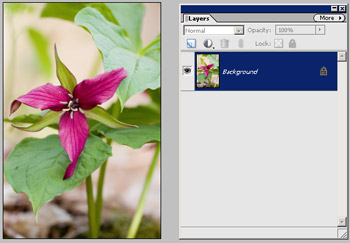 Layers
More
Normal
Opacity: 100%
Lock:
Background